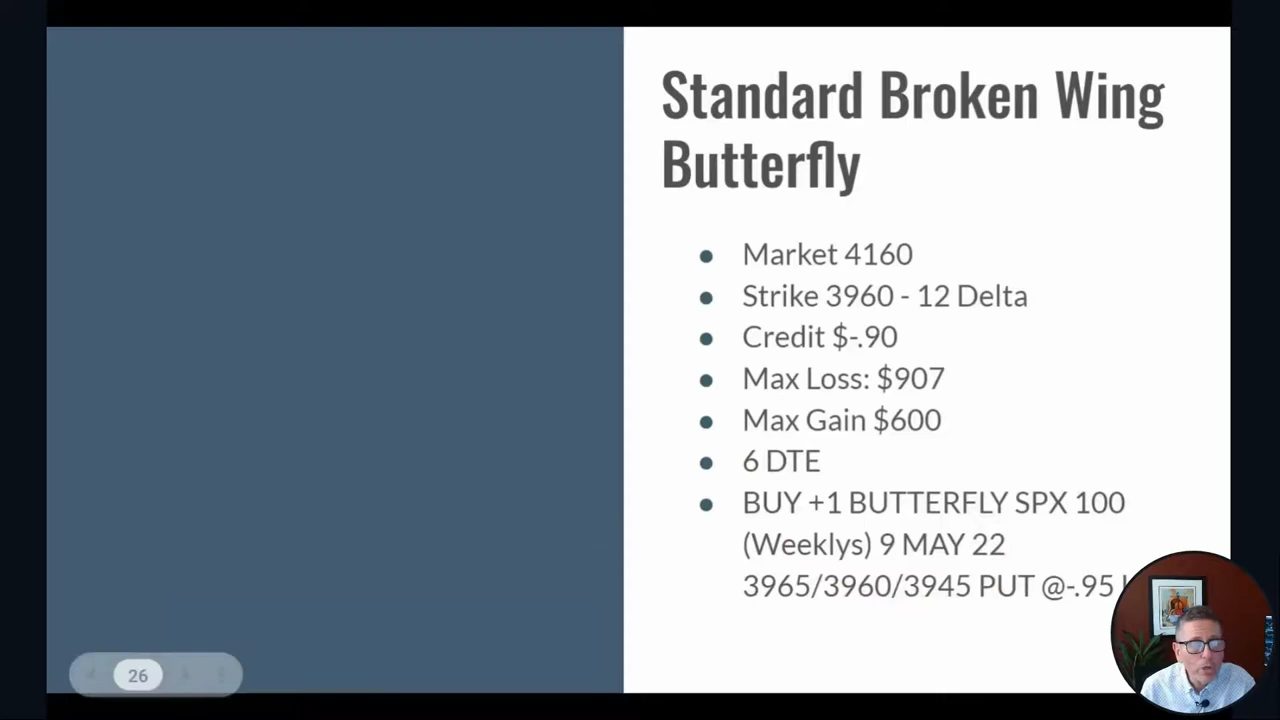 Standard Broken Wing
Butterfly
● Market 4160
● Strike 3960 - 12 Delta
● Credit $-.90
● Max Loss: $907
● Max Gain $600
● 6 DTE
● BUY +1 BUTTERFLY SPX 100
(Weeklys) 9 MAY 22
3965/3960/3945 PUT @-.95
26